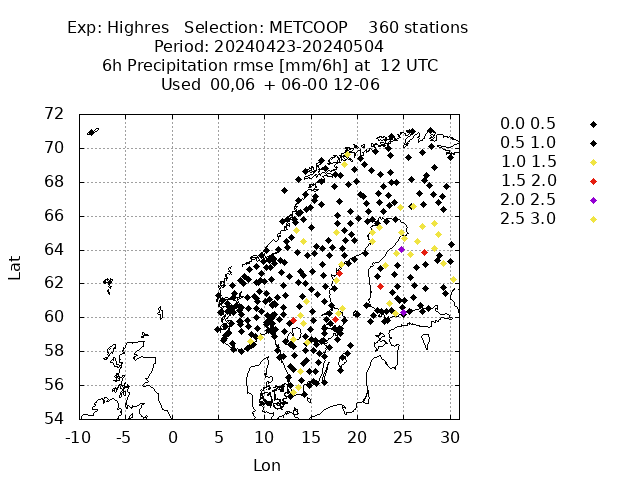 Exp: Highres   Selection: METCOOP    360 stations
Period: 20240423-20240504
6h Precipitation rmse [mm/6h] at  12 UTC
Used  00,06  + 06-00 12-06
72
70
68
66
64
62
60
58
56
54
Lat
-10 -5 0 5 10 15 20 25 30
Lon
0.0 0.5
0.5 1.0
1.0 1.5
1.5 2.0
2.0 2.5
2.5 3.0